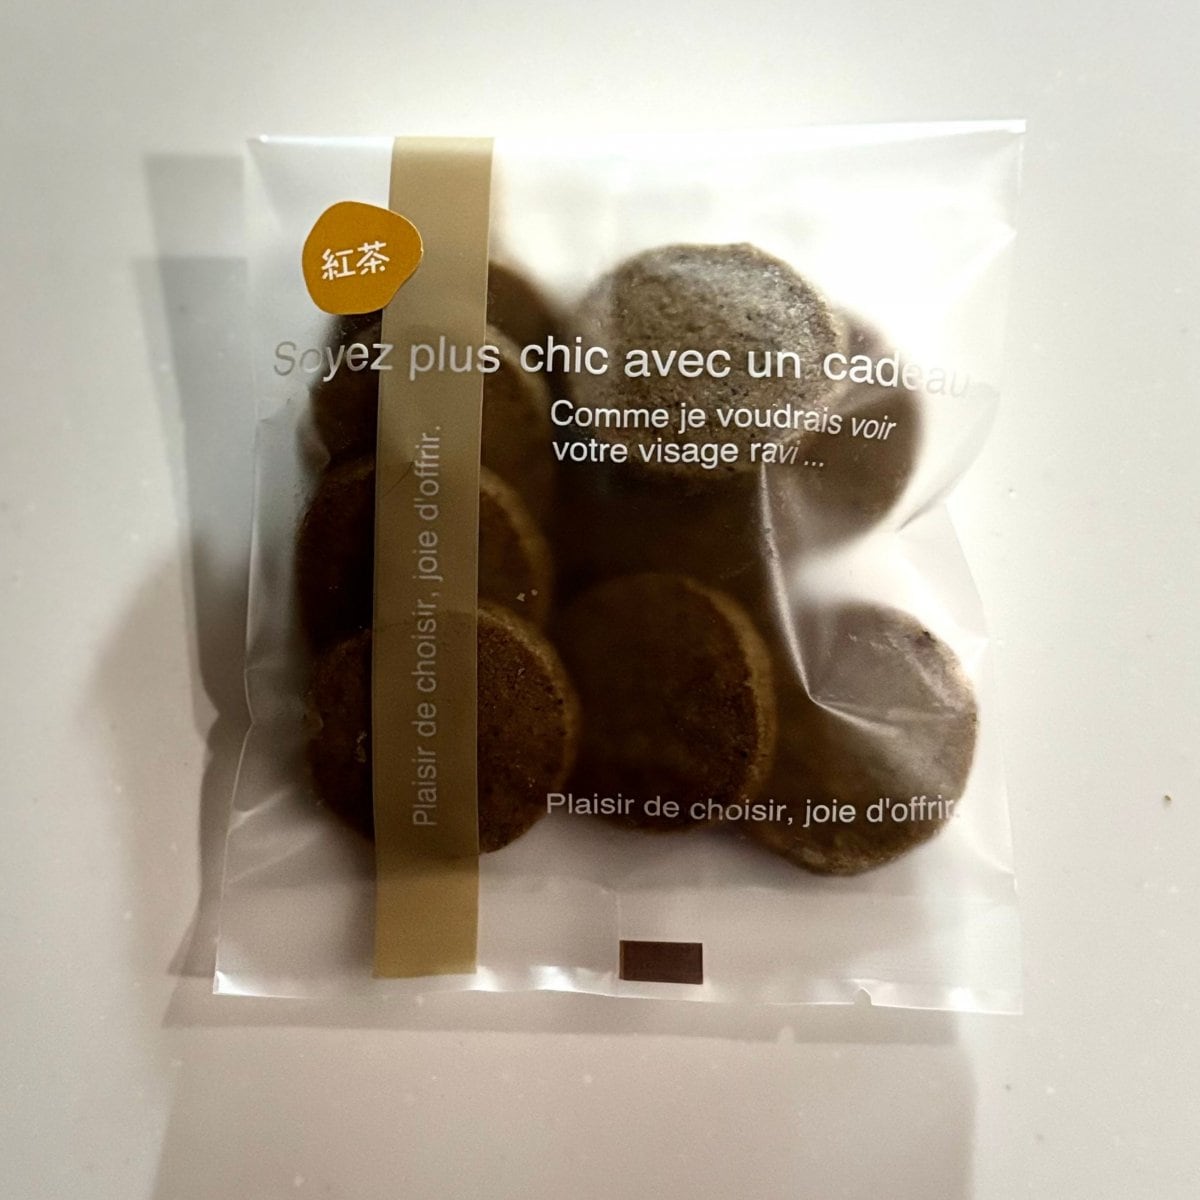 紅茶
Soyez plus chic avec un cadeau
Comme je voudrais voir
votre visage ravi ...
Plaisir de choisir, joie d'offrir.
Plaisir de choisir, joie d'offrir.